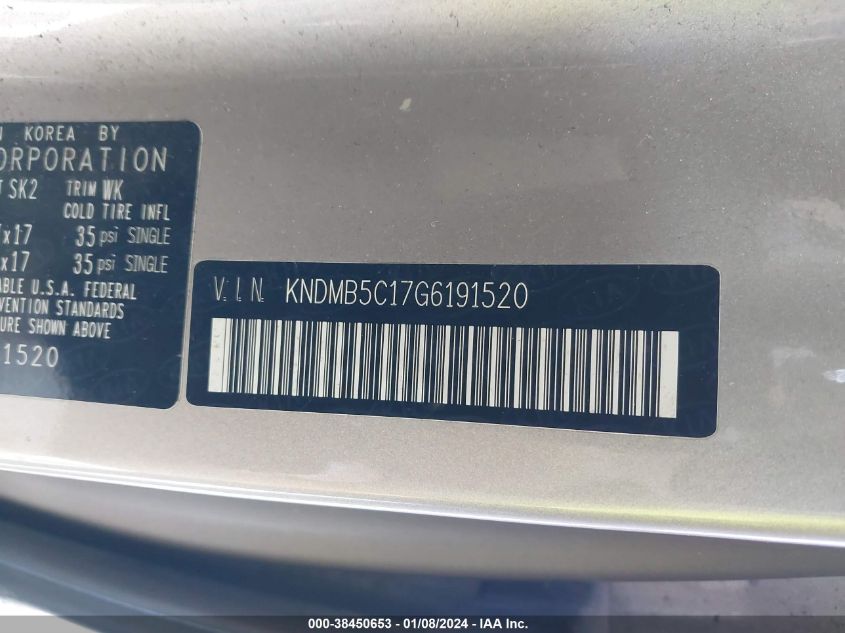 N KOREA BY
ORPORATION
T SK2 TRIM WK
COLD TIRE INFL
x17 35 psi SINGLE
x17 35 psi SINGLE
ABLE U.S.A. FEDERAL
VENTION STANDARDS
URE SHOWN ABOVE
1520
V.I.N. KNDMB5C17G6191520
000-38450653 - 01/08/2024 - IAA Inc.